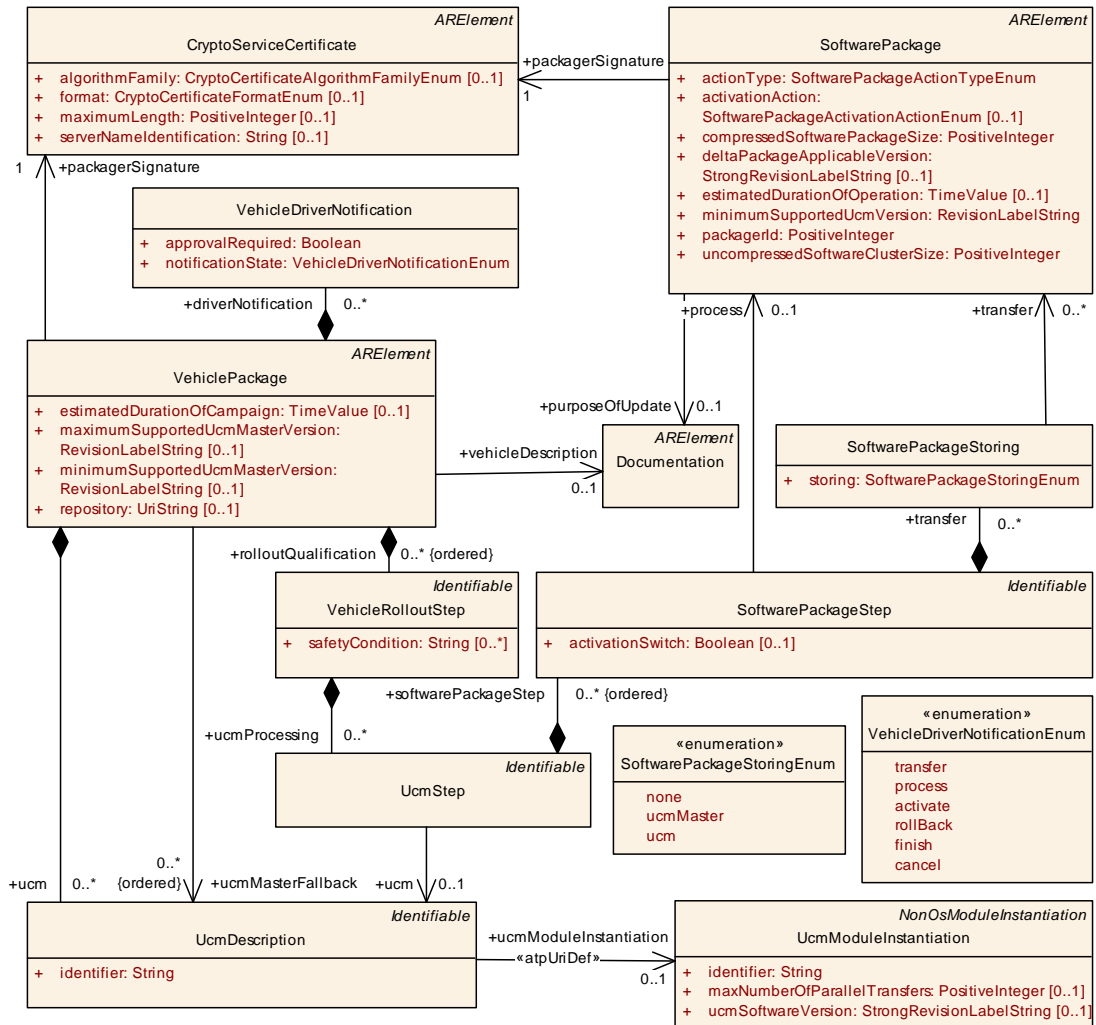 ARElement
CryptoServiceCertificate
+ algorithmFamily: CryptoCertificateAlgorithmFamilyEnum [0..1]
+ format: CryptoCertificateFormatEnum [0..1]
+ maximumLength: PositiveInteger [0..1]
+ serverNameIdentification: String [0..1]
+packagerSignature
1
ARElement
SoftwarePackage
+ actionType: SoftwarePackageActionTypeEnum
+ activationAction:
SoftwarePackageActivationActionEnum [0..1]
+ compressedSoftwarePackageSize: PositiveInteger
+ deltaPackageApplicableVersion:
StrongRevisionLabelString [0..1]
+ estimatedDurationOfOperation: TimeValue [0..1]
+ minimumSupportedUcmVersion: RevisionLabelString
+ packagerId: PositiveInteger
+ uncompressedSoftwareClusterSize: PositiveInteger
1 +packagerSignature
VehicleDriverNotification
+ approvalRequired: Boolean
+ notificationState: VehicleDriverNotificationEnum
+driverNotification 0..*
+process 0..1
+transfer 0..*
ARElement
VehiclePackage
+ estimatedDurationOfCampaign: TimeValue [0..1]
+ maximumSupportedUcmMasterVersion:
RevisionLabelString [0..1]
+ minimumSupportedUcmMasterVersion:
RevisionLabelString [0..1]
+ repository: UriString [0..1]
+purposeOfUpdate 0..1
+vehicleDescription
0..1
ARElement
Documentation
SoftwarePackageStoring
+ storing: SoftwarePackageStoringEnum
+transfer 0..*
+rolloutQualification 0..* {ordered}
Identifiable
VehicleRolloutStep
+ safetyCondition: String [0..*]
Identifiable
SoftwarePackageStep
+ activationSwitch: Boolean [0..1]
+softwarePackageStep 0..* {ordered}
+ucmProcessing 0..*
Identifiable
UcmStep
«enumeration»
SoftwarePackageStoringEnum
none
ucmMaster
ucm
«enumeration»
VehicleDriverNotificationEnum
transfer
process
activate
rollBack
finish
cancel
+ucm 0..*
0..*
{ordered} +ucmMasterFallback
+ucm 0..1
Identifiable
UcmDescription
+ identifier: String
+ucmModuleInstantiation
«atpUriDef»
0..1
NonOsModuleInstantiation
UcmModuleInstantiation
+ identifier: String
+ maxNumberOfParallelTransfers: PositiveInteger [0..1]
+ ucmSoftwareVersion: StrongRevisionLabelString [0..1]